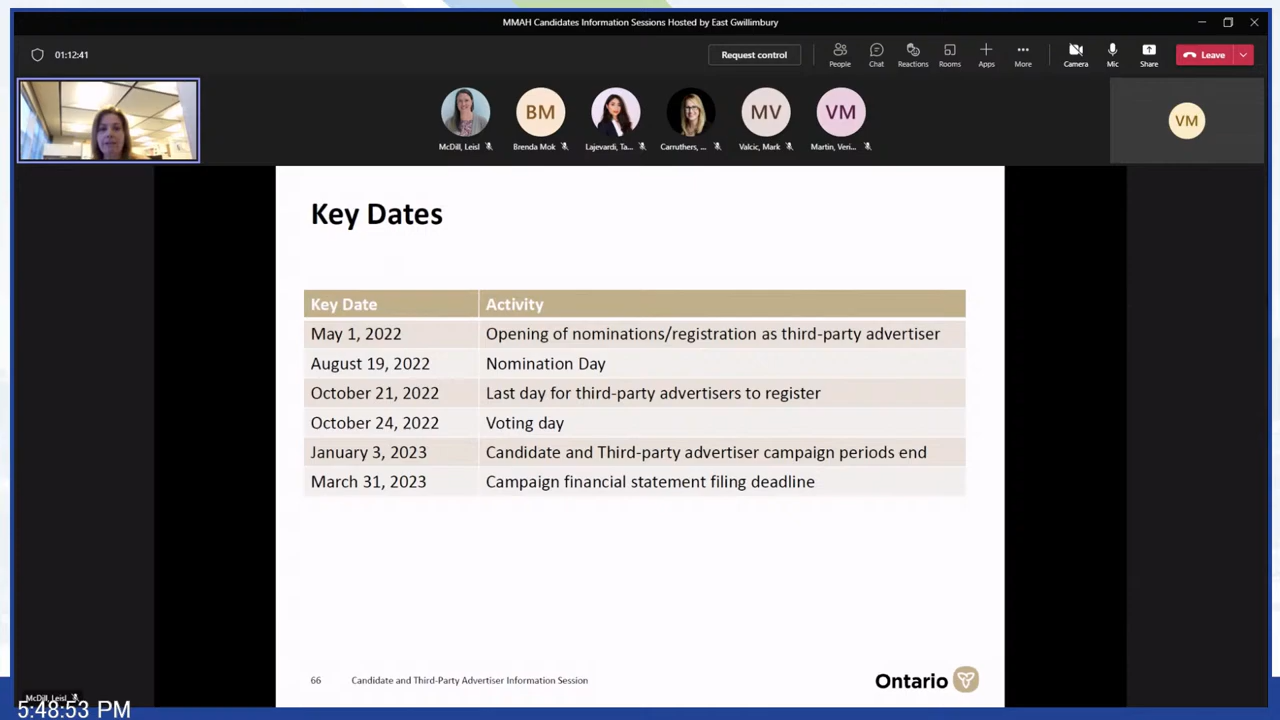 MMAH Candidates Information Sessions Hosted by East Gwillimbury
01:12:41
Request control
People
Chat
Reactions
Rooms
Apps
More
Camera
Mic
Share
Leave
BM
MV
VM
VM
McDill, Leisl
Brenda Mok
Lajevardi, Ta...
Carruthers, ...
Valcic, Mark
Martin, Veri...
Key Dates
Key Date Activity
May 1, 2022 Opening of nominations/registration as third-party advertiser
August 19, 2022 Nomination Day
October 21, 2022 Last day for third-party advertisers to register
October 24, 2022 Voting day
January 3, 2023 Candidate and Third-party advertiser campaign periods end
March 31, 2023 Campaign financial statement filing deadline
66 Candidate and Third-Party Advertiser Information Session
Ontario
McDill, Leisl
5:48:53 PM